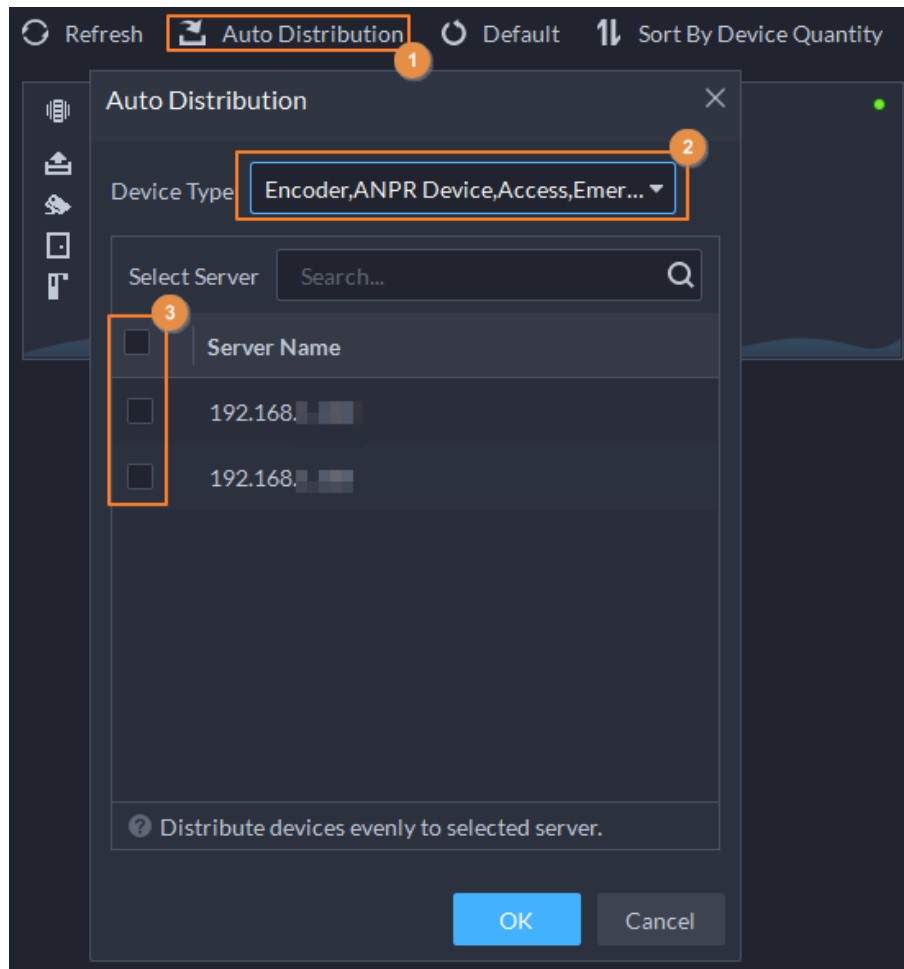 Refresh Auto Distribution Default Sort By Device Quantity
1
Auto Distribution
2
Device Type Encoder,ANPR Device,Access,Emer...
Select Server Search...
3
Server Name
192.168.
192.168.
Distribute devices evenly to selected server.
OK Cancel